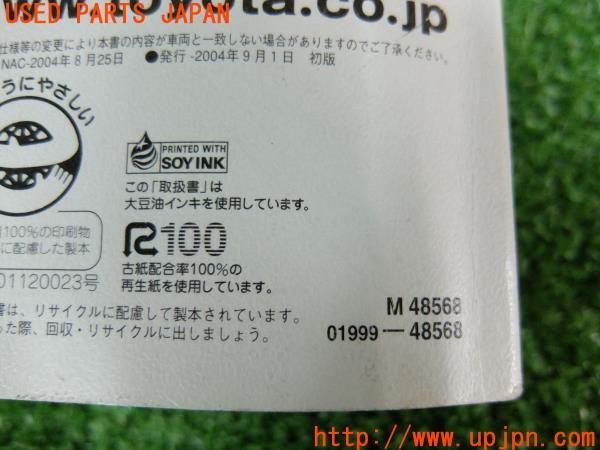 USED PARTS JAPAN
ta.co.jp
仕様等の変更により本書の内容が車両と一致しない場合がありますのでご了承ください。
NAC-2004年8月25日 ●発行-2004年9月1日 初版
うにやさしい
PRINTED WITH
SOY INK
この「取扱書」は
大豆油インキを使用しています。
100%の印刷物
に配慮した製本
R100
01120023号
古紙配合率100%の
再生紙を使用しています。
書は、リサイクルに配慮して製本されています。
った際、回収・リサイクルに出しましょう。
M 48568
01999—48568
http://www.upjpn.com/